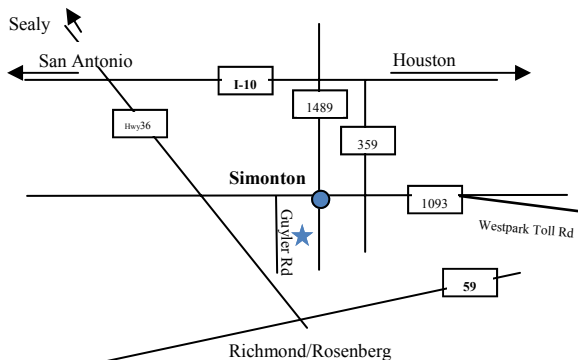 Sealy
San Antonio
Houston
I-10
1489
Hwy36
359
Simonton
1093
Guyler Rd
Westpark Toll Rd
59
Richmond/Rosenberg